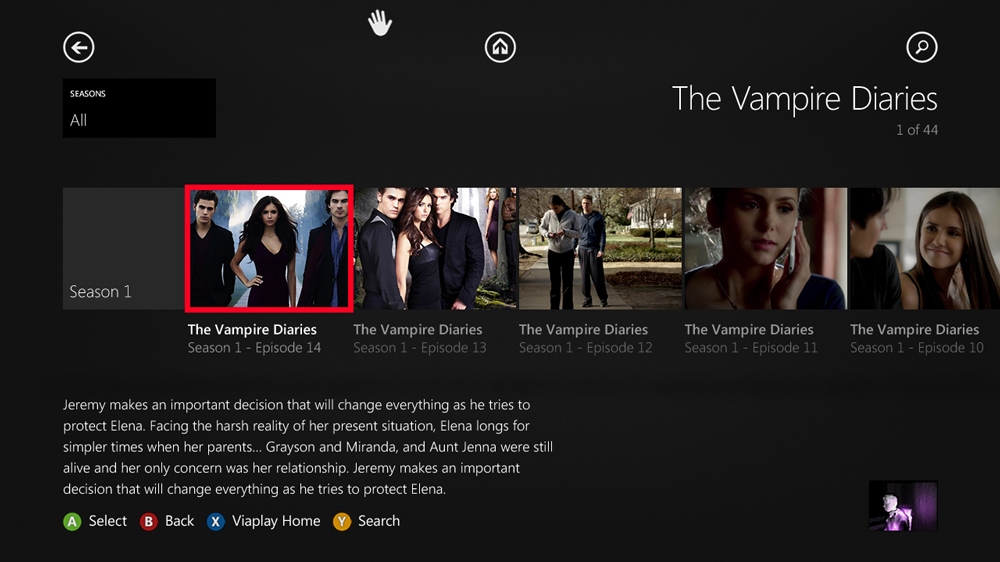 SEASONS
All
The Vampire Diaries
1 of 44
Season 1
The Vampire Diaries
Season 1 - Episode 14
The Vampire Diaries
Season 1 - Episode 13
The Vampire Diaries
Season 1 - Episode 12
The Vampire Diaries
Season 1 - Episode 11
The Vampire Diaries
Season 1 - Episode 10
Jeremy makes an important decision that will change everything as he tries to
protect Elena. Facing the harsh reality of her present situation, Elena longs for
simpler times when her parents... Grayson and Miranda, and Aunt Jenna were still
alive and her only concern was her relationship. Jeremy makes an important
decision that will change everything as he tries to protect Elena.
A Select B Back X Viaplay Home Y Search